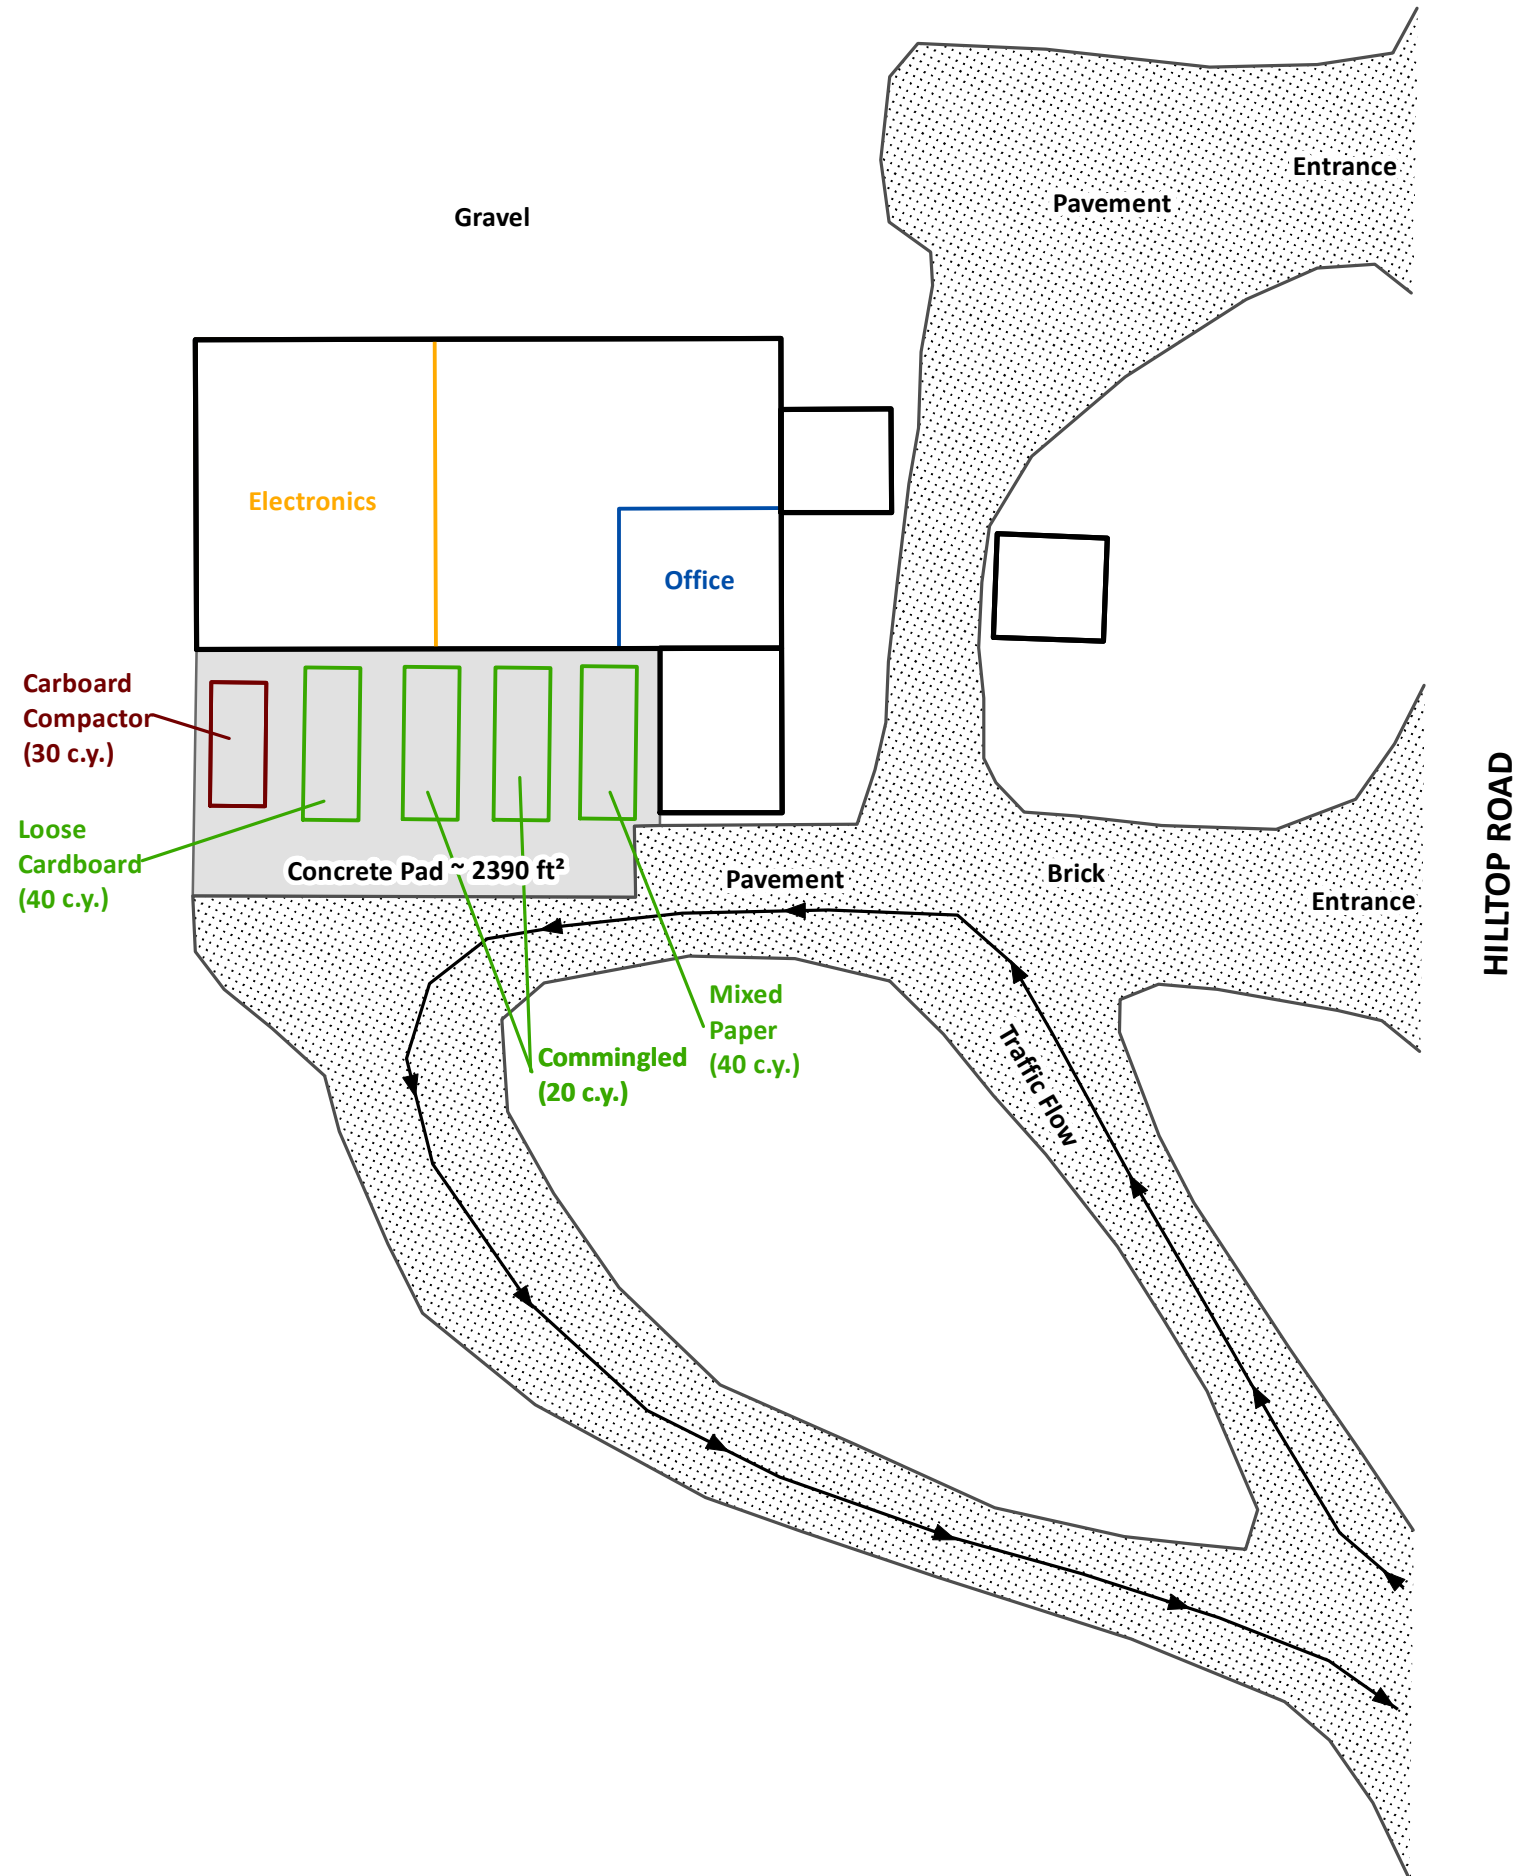 Entrance
Pavement
Gravel
Electronics
Office
Carboard
Compactor
(30 c.y.)
Loose
Cardboard
(40 c.y.)
Concrete Pad ~ 2390 ft²
Pavement
Brick
Entrance
HILLTOP ROAD
Mixed
Paper
(40 c.y.)
Commingled
(20 c.y.)
Traffic Flow